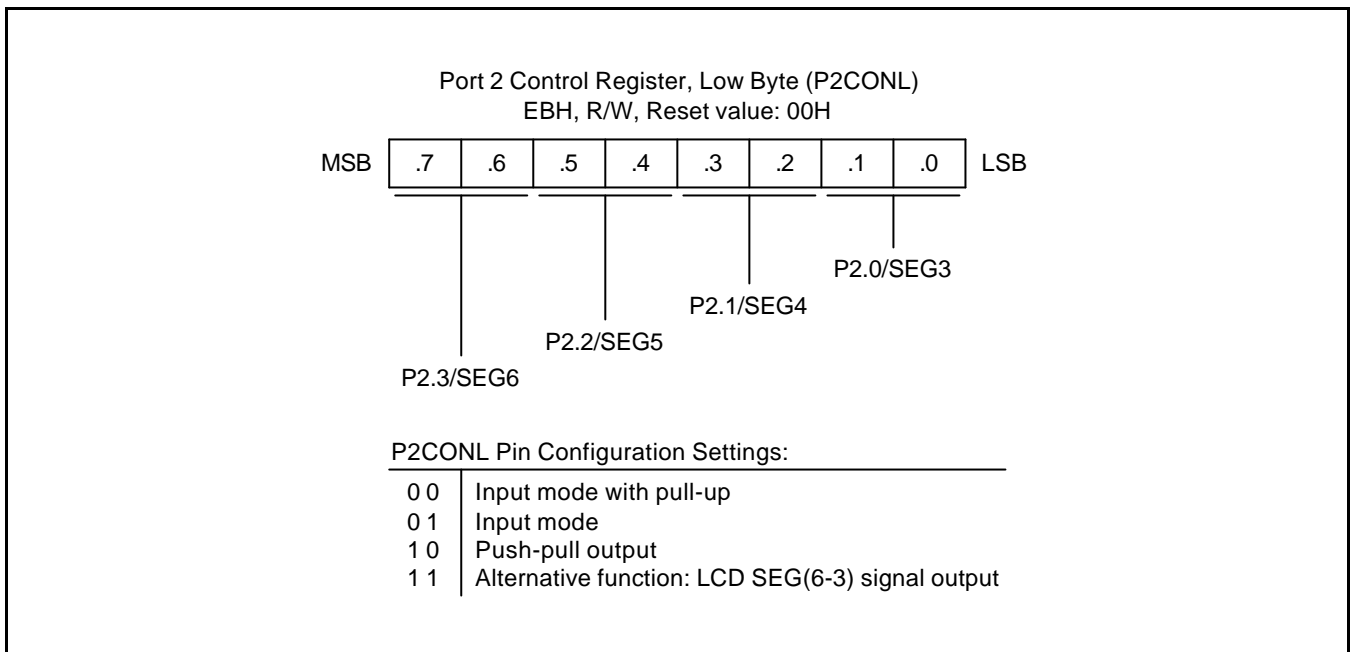 Port 2 Control Register, Low Byte (P2CONL)
EBH, R/W, Reset value: 00H
MSB .7 .6 .5 .4 .3 .2 .1 .0 LSB
P2.0/SEG3
P2.1/SEG4
P2.2/SEG5
P2.3/SEG6
P2CONL Pin Configuration Settings:
0 0 Input mode with pull-up
0 1 Input mode
1 0 Push-pull output
1 1 Alternative function: LCD SEG(6-3) signal output